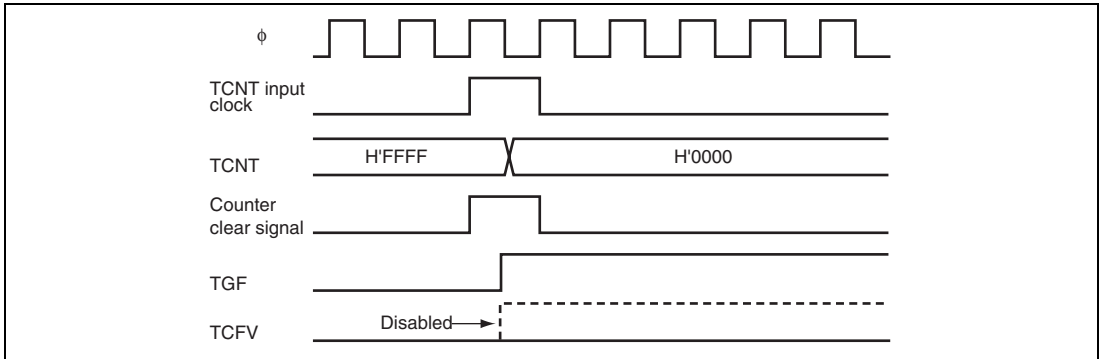 ϕ
TCNT input
clock
TCNT
H'FFFF
H'0000
Counter
clear signal
TGF
TCFV
Disabled